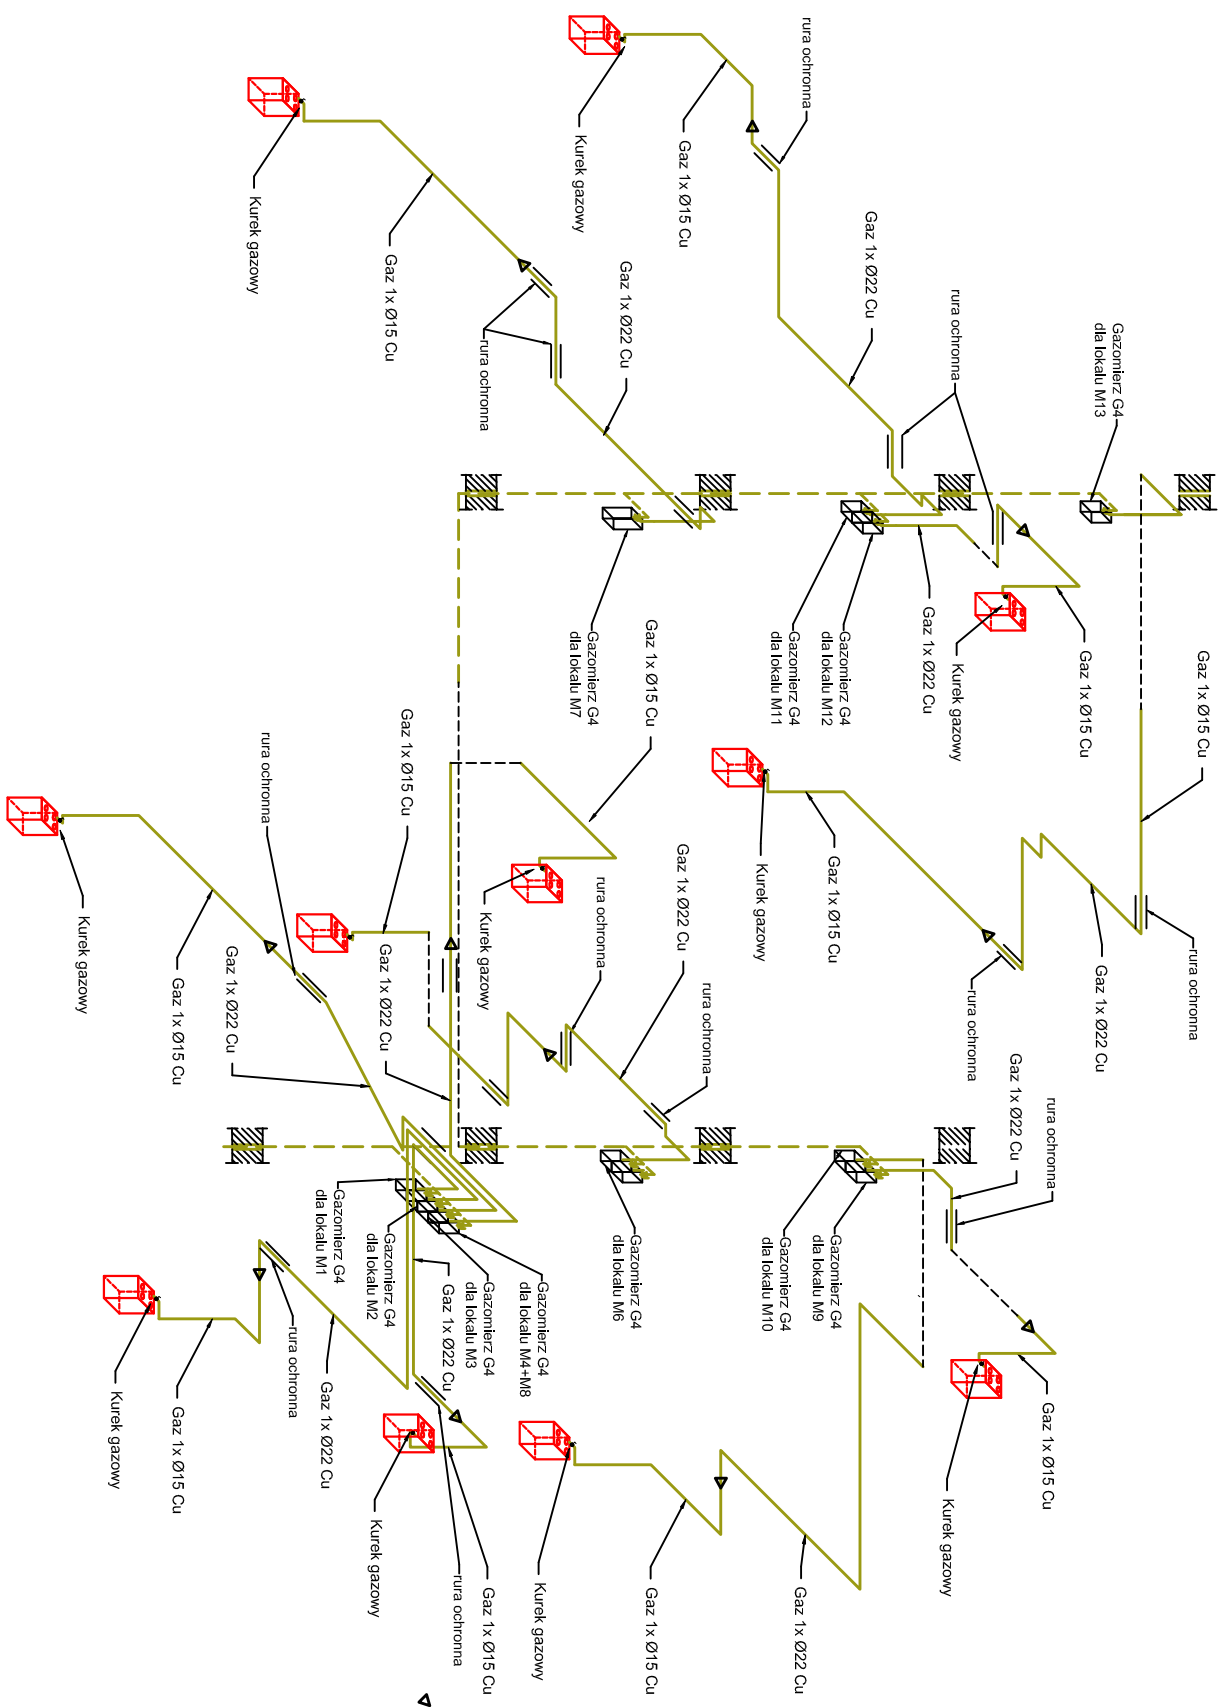 rura ochronna
Kurek gazowy
Gaz 1x Ø15 Cu
Gaz 1x Ø22 Cu
rura ochronna
Gazomierz G4
dla lokalu M13
Kurek gazowy
Gaz 1x Ø15 Cu
rura ochronna
Gaz 1x Ø22 Cu
Gazomierz G4
dla lokalu M7
Gazomierz G4
dla lokalu M11
Gazomierz G4
dla lokalu M12
Gaz 1x Ø22 Cu
Kurek gazowy
Gaz 1x Ø15 Cu
Gaz 1x Ø15 Cu
Gaz 1x Ø15 Cu
Gaz 1x Ø15 Cu
rura ochronna
Kurek gazowy
Gaz 1x Ø15 Cu
Gaz 1x Ø22 Cu
Gaz 1x Ø22 Cu
Kurek gazowy
rura ochronna
Gaz 1x Ø22 Cu
rura ochronna
Kurek gazowy
Gaz 1x Ø15 Cu
rura ochronna
Gaz 1x Ø22 Cu
rura ochronna
Gaz 1x Ø22 Cu
rura ochronna
Gazomierz G4
dla lokalu M1
Gazomierz G4
dla lokalu M2
Gazomierz G4
dla lokalu M3
Gazomierz G4
dla lokalu M4+M8
Gazomierz G4
dla lokalu M6
Gazomierz G4
dla lokalu M10
Gazomierz G4
dla lokalu M9
Gaz 1x Ø22 Cu
rura ochronna
Gaz 1x Ø22 Cu
Kurek gazowy
Gaz 1x Ø15 Cu
Kurek gazowy
rura ochronna
Gaz 1x Ø15 Cu
Kurek gazowy
Gaz 1x Ø15 Cu
Gaz 1x Ø22 Cu
Kurek gazowy
Gaz 1x Ø15 Cu